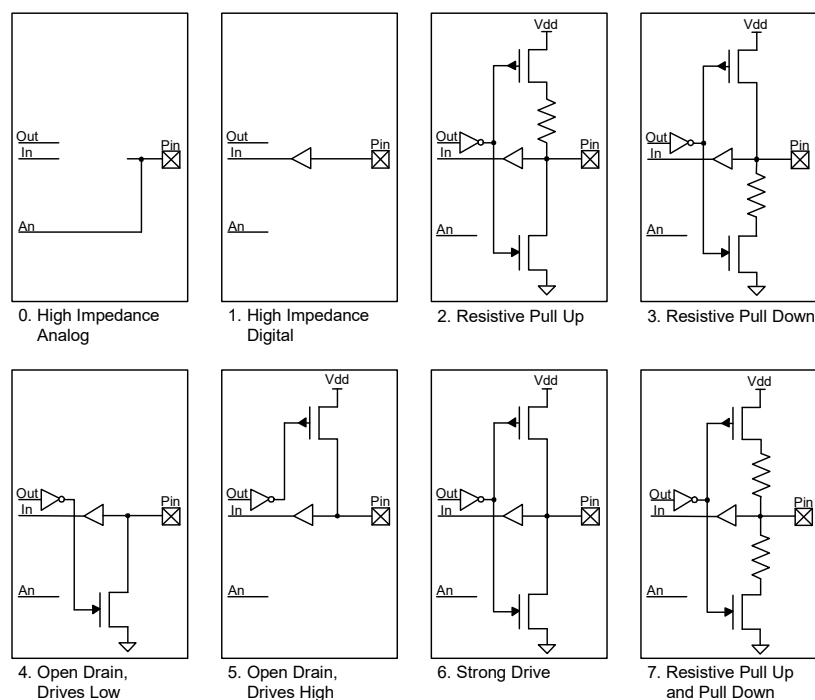 Out
In
An
Pin
0. High Impedance
Analog
Out
In
An
Pin
1. High Impedance
Digital
Vdd
Out
In
An
Pin
2. Resistive Pull Up
Vdd
Out
In
An
Pin
3. Resistive Pull Down
Out
In
An
Pin
4. Open Drain,
Drives Low
Vdd
Out
In
An
Pin
5. Open Drain,
Drives High
Vdd
Out
In
An
Pin
6. Strong Drive
Vdd
Out
In
An
Pin
7. Resistive Pull Up
and Pull Down